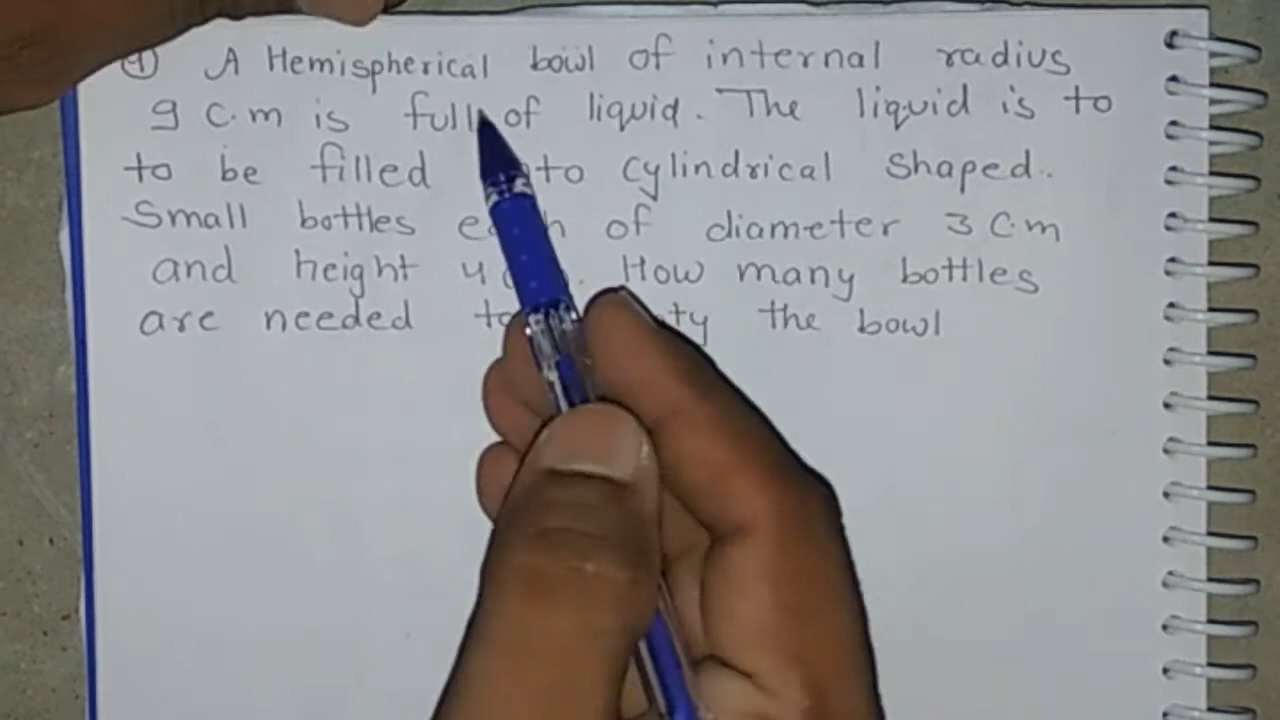 ① A Hemispherical bowl of internal radius
9 C.m is full of liquid. The liquid is to
to be filled cylindrical shaped.
Small bottles of diameter 3 C.m
and height 4 How many bottles
are needed the bowl